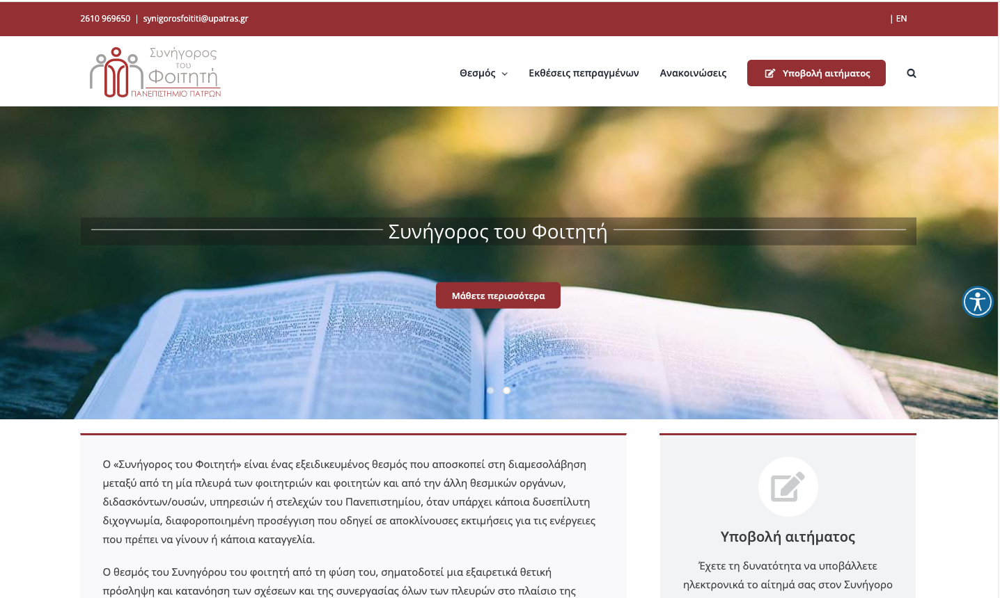 2610 969650 | synigorosfoititi@upatras.gr
| EN
Συνήγορος
του
Φοιτητή
ΠΑΝΕΠΙΣΤΗΜΙΟ ΠΑΤΡΩΝ
Θεσμός
Εκθέσεις πεπραγμένων
Ανακοινώσεις
Υποβολή αιτήματος
Συνήγορος του Φοιτητή
Μάθετε περισσότερα
Ο «Συνήγορος του Φοιτητή» είναι ένας εξειδικευμένος θεσμός που αποσκοπεί στη διαμεσολάβηση
μεταξύ από τη μία πλευρά των φοιτητριών και φοιτητών και από την άλλη θεσμικών οργάνων,
διδασκόντων/ουσών, υπηρεσιών ή στελεχών του Πανεπιστημίου, όταν υπάρχει κάποια δυσεπίλυτη
διχογνωμία, διαφοροποιημένη προσέγγιση που οδηγεί σε αποκλίνουσες εκτιμήσεις για τις ενέργειες
που πρέπει να γίνουν ή κάποια καταγγελία.
Ο θεσμός του Συνηγόρου του φοιτητή από τη φύση του, σηματοδοτεί μια εξαιρετικά θετική
πρόσληψη και κατανόηση των σχέσεων και της συνεργασίας όλων των πλευρών στο πλαίσιο της
Υποβολή αιτήματος
Έχετε τη δυνατότητα να υποβάλλετε
ηλεκτρονικά το αίτημά σας στον Συνήγορο